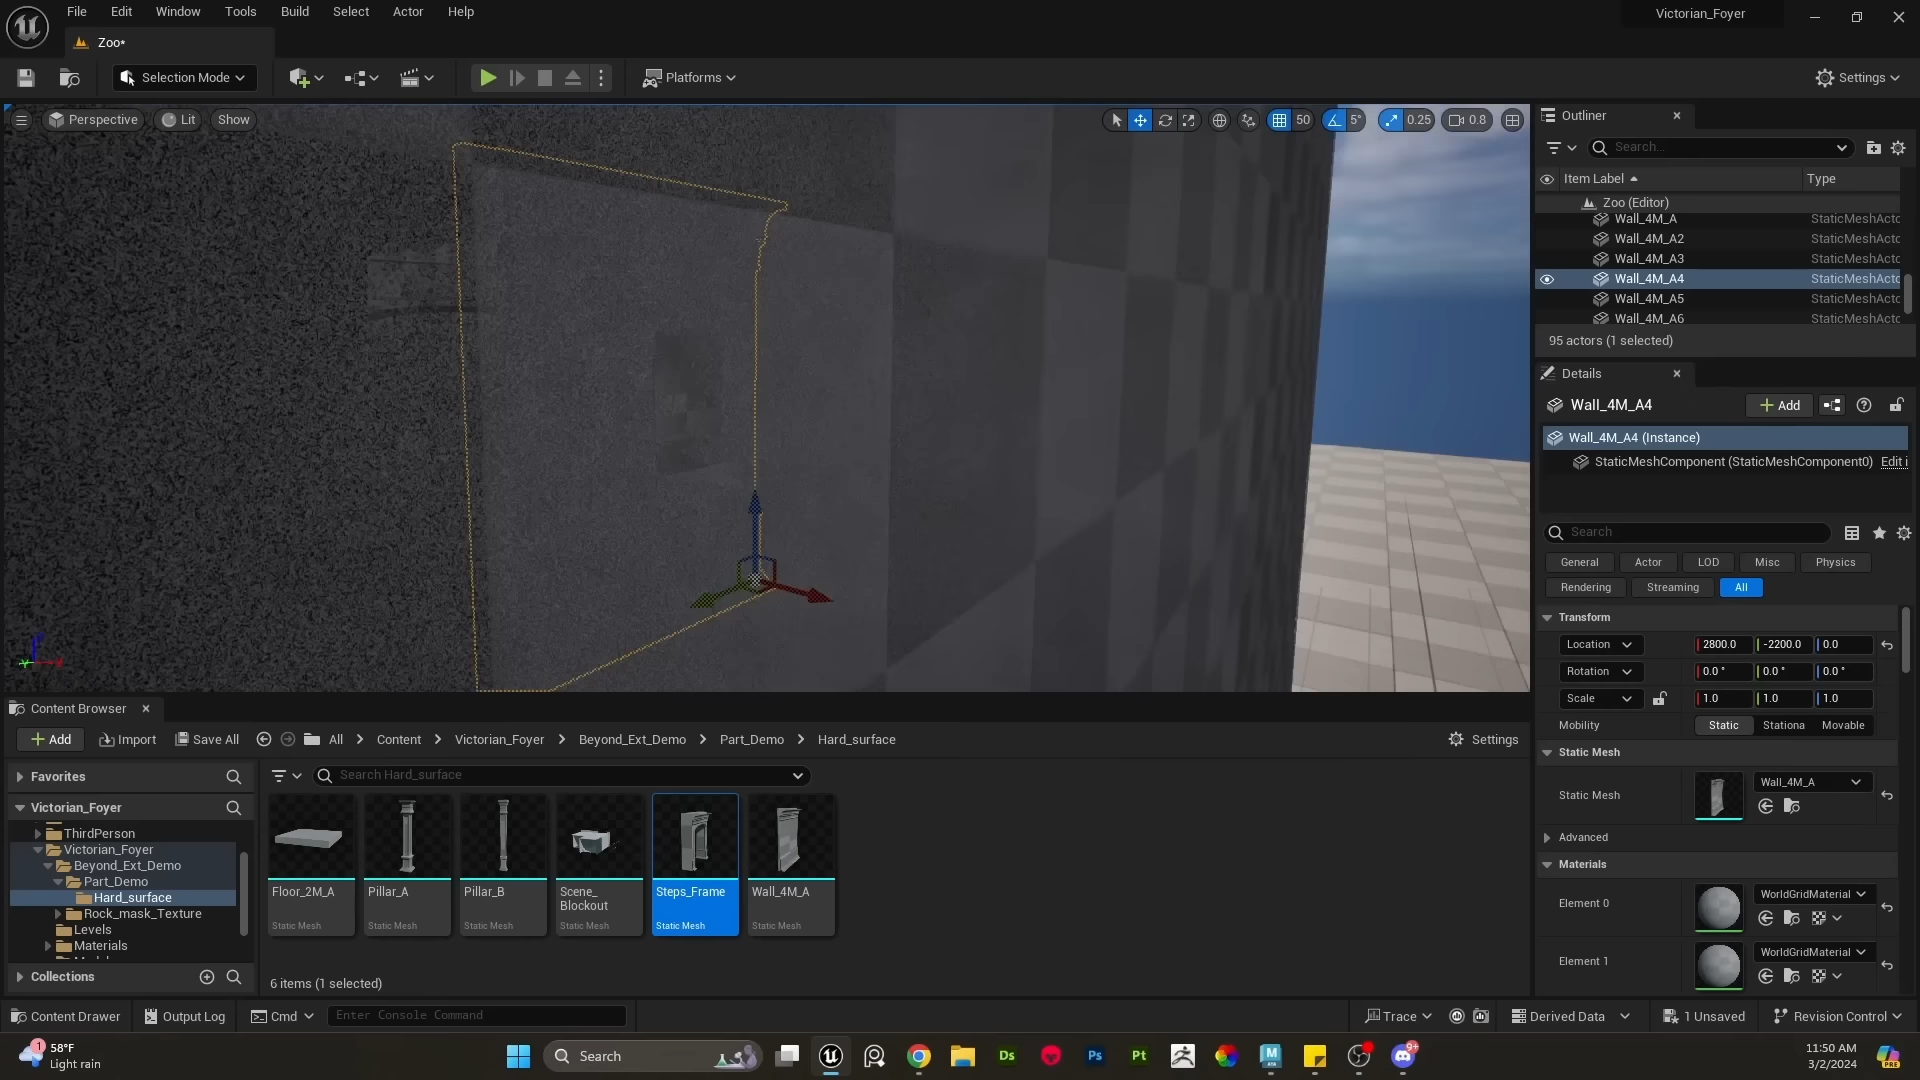 File Edit Window Tools Build Select Actor Help
Victorian_Foyer
Zoo*
Selection Mode
Platforms
Settings
Perspective Lit Show
50 5° 0.25 0.8
Outliner
Search...
Item Label Type
Zoo (Editor)
Wall_4M_A StaticMeshActo
Wall_4M_A2 StaticMeshActo
Wall_4M_A3 StaticMeshActo
Wall_4M_A4 StaticMeshActo
Wall_4M_A5 StaticMeshActo
Wall_4M_A6 StaticMeshActo
95 actors (1 selected)
Details
Wall_4M_A4
Add
Wall_4M_A4 (Instance)
StaticMeshComponent (StaticMeshComponent0) Edit i
Search
General Actor LOD Misc Physics
Rendering Streaming All
Transform
Location 2800.0 -2200.0 0.0
Rotation 0.0 ° 0.0 ° 0.0 °
Scale 1.0 1.0 1.0
Mobility Static Stationa Movable
Static Mesh
Static Mesh Wall_4M_A
Advanced
Materials
Element 0 WorldGridMaterial
Element 1 WorldGridMaterial
Content Browser
Add Import Save All All Content Victorian_Foyer Beyond_Ext_Demo Part_Demo Hard_surface Settings
Favorites
Search Hard_surface
Victorian_Foyer
ThirdPerson
Victorian_Foyer
Beyond_Ext_Demo
Part_Demo
Hard_surface
Rock_mask_Texture
Levels
Materials
Collections
Floor_2M_A
Static Mesh
Pillar_A
Static Mesh
Pillar_B
Static Mesh
Scene_
Blockout
Static Mesh
Steps_Frame
Static Mesh
Wall_4M_A
Static Mesh
6 items (1 selected)
Content Drawer Output Log Cmd Enter Console Command Trace Derived Data 1 Unsaved Revision Control
1
58°F
Light rain
Search
Ds
Ps
Pt
M
9+
11:50 AM
3/2/2024
PRE